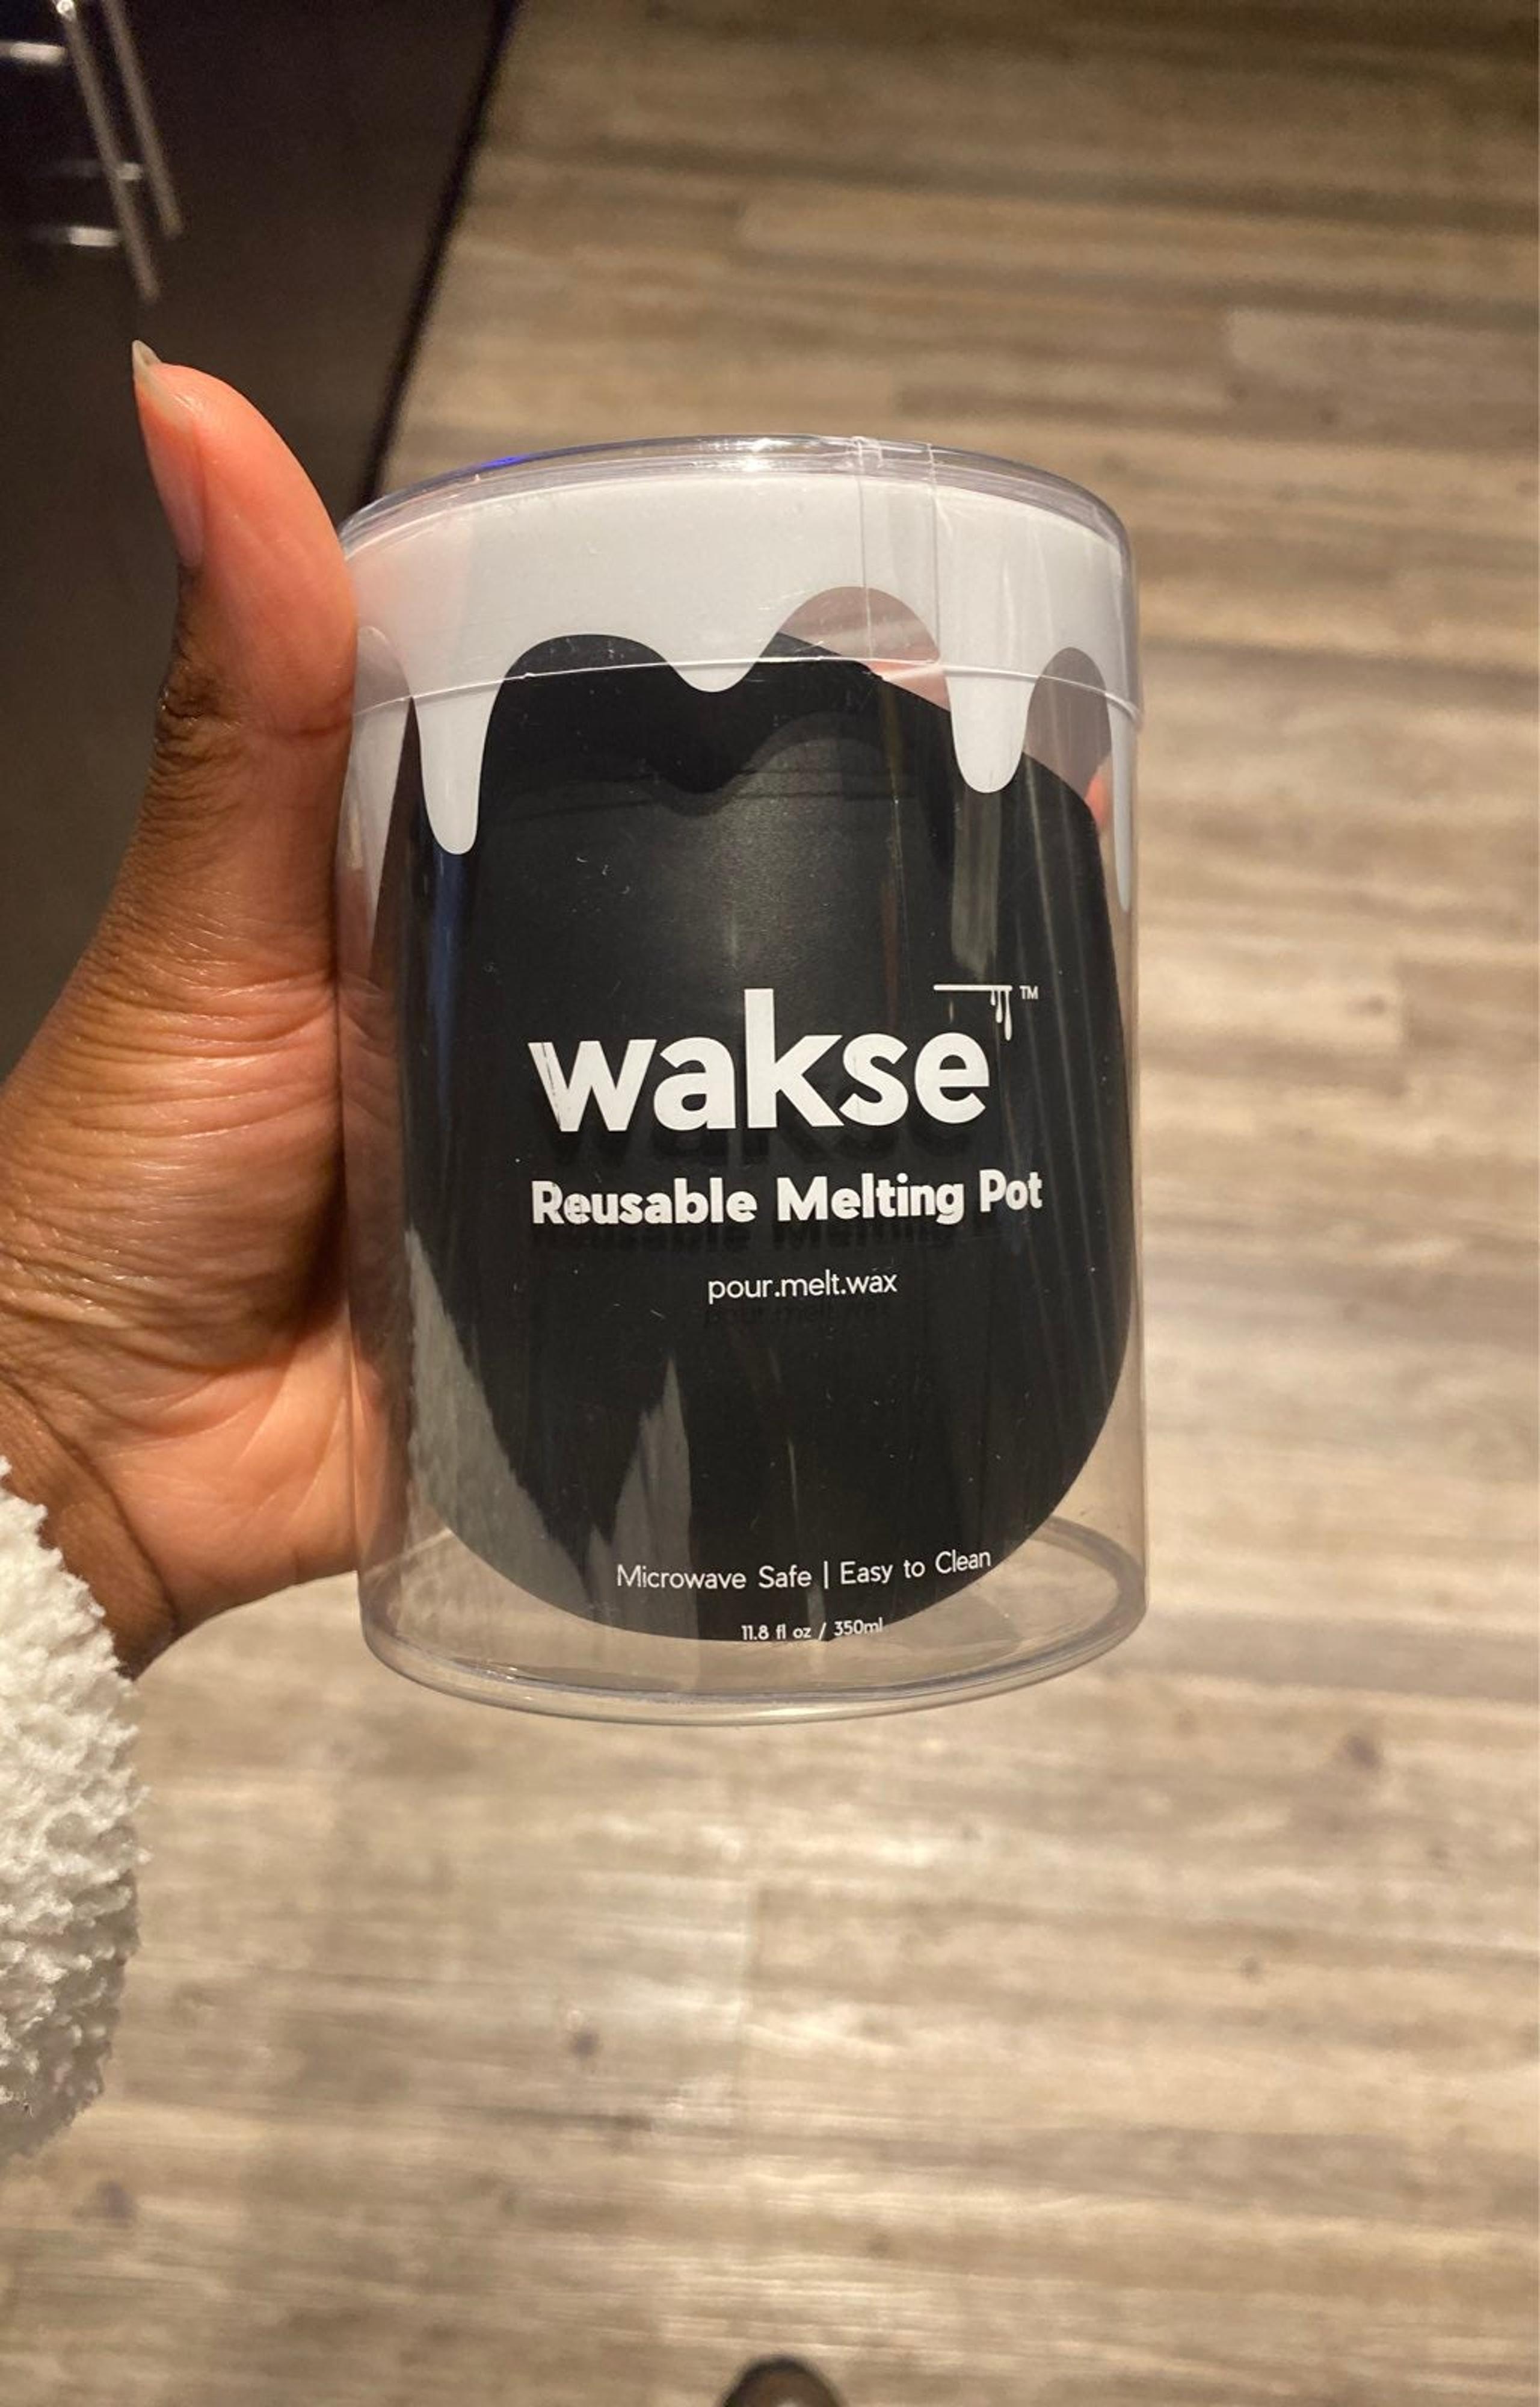 wakse™
Reusable Melting Pot
pour.melt.wax
Microwave Safe | Easy to Clean
11.8 fl oz / 350ml